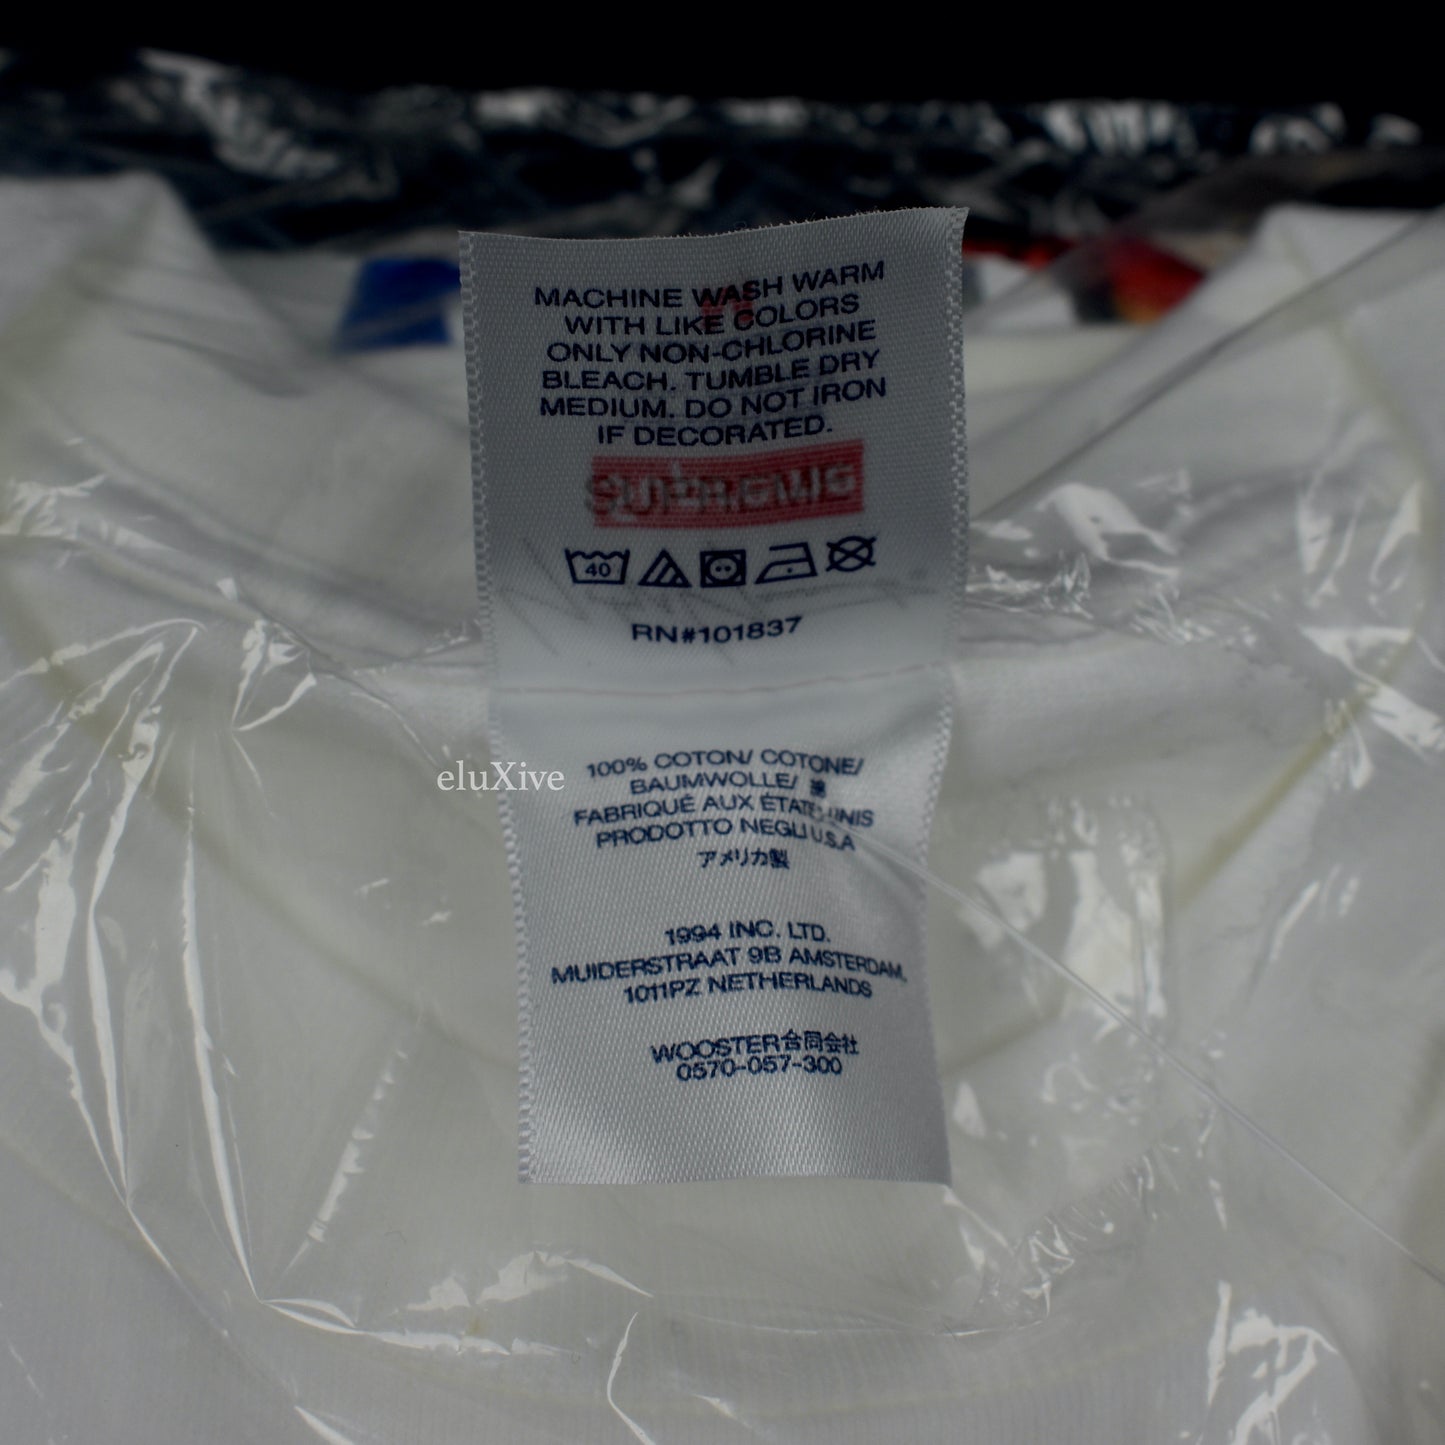 MACHINE WASH WARM
WITH LIKE COLORS
ONLY NON-CHLORINE
BLEACH. TUMBLE DRY
MEDIUM. DO NOT IRON
IF DECORATED.
Supreme
40
RN#101837
eluXive
100% COTON/ COTONE/
BAUMWOLLE/
FABRIQUÉ AUX ÉTATS-UNIS
PRODOTTO NEGLI U.S.A
アメリカ製
1994 INC. LTD.
MUIDERSTRAAT 9B AMSTERDAM,
1011PZ NETHERLANDS
WOOSTER合同会社
0570-057-300